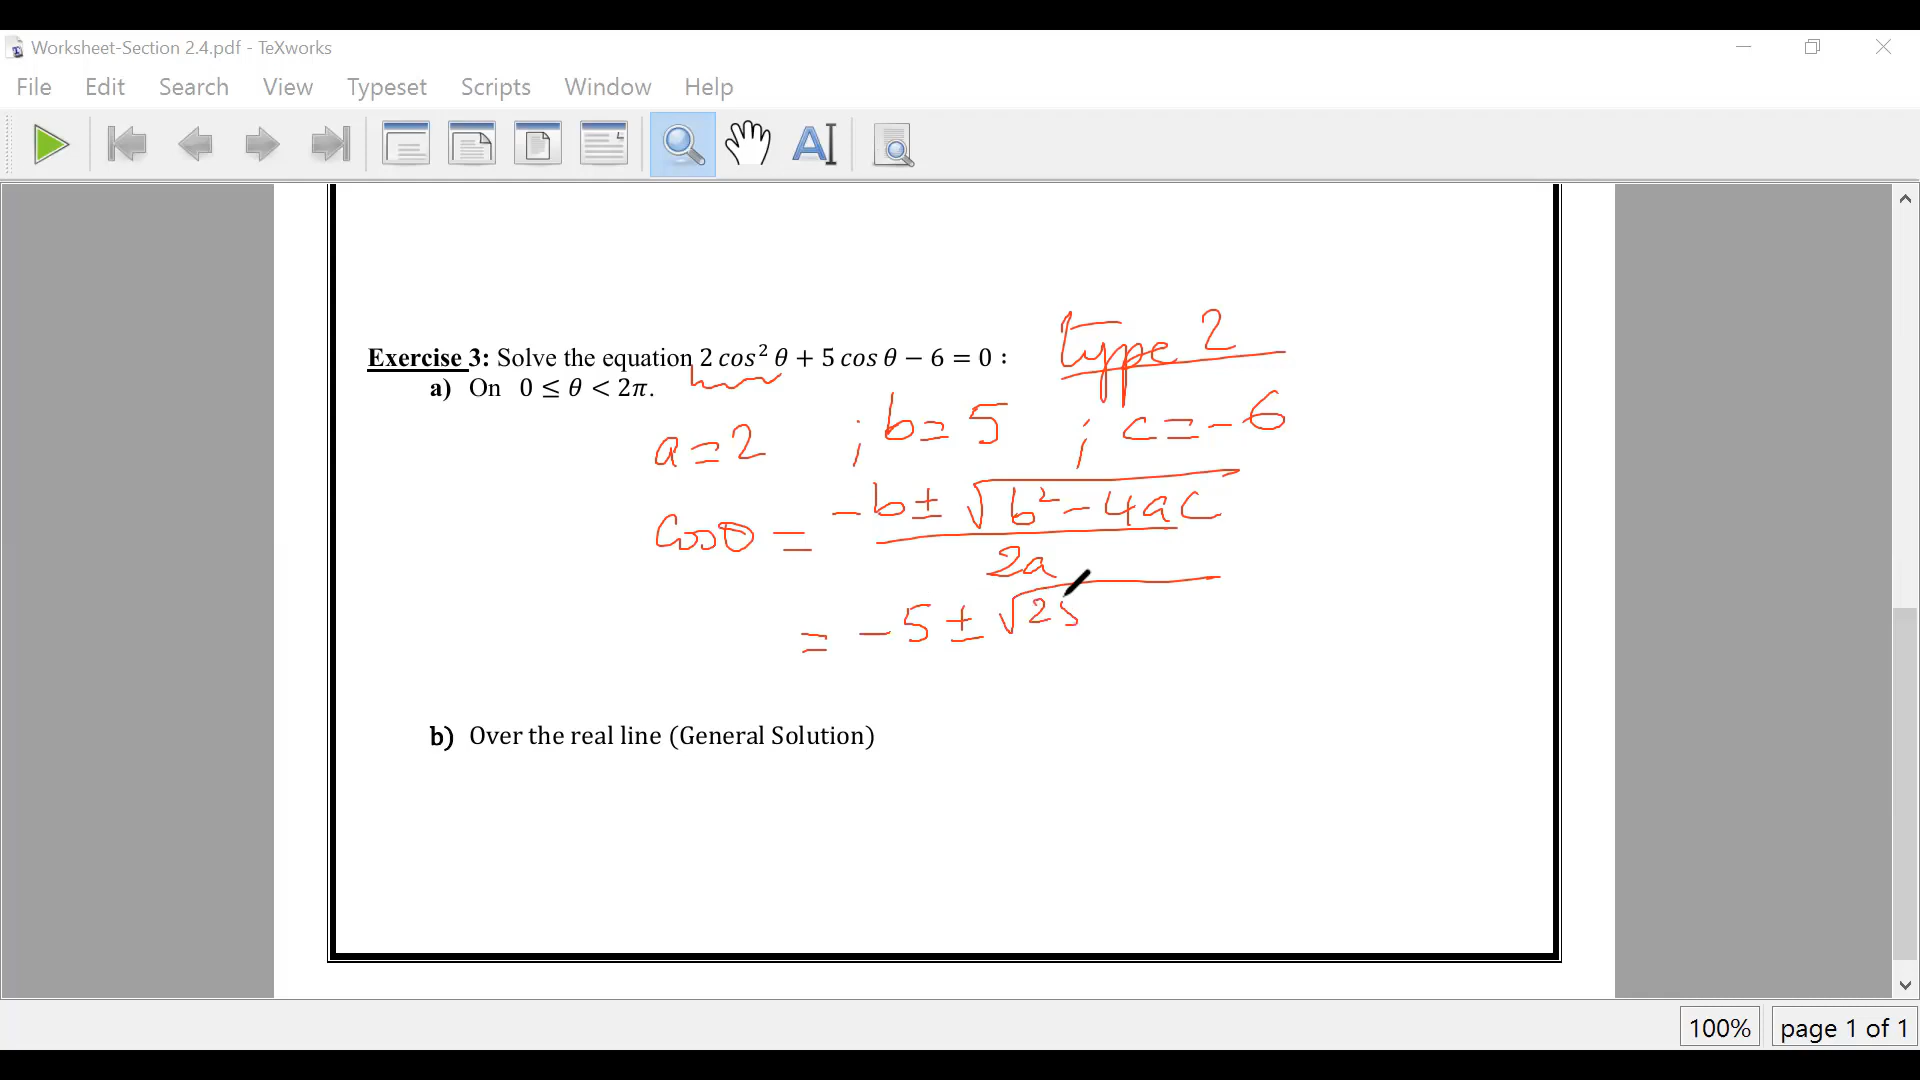 Worksheet-Section 2.4.pdf - TeXworks
File Edit Search View Typeset Scripts Window Help
type 2
Exercise 3: Solve the equation 2 cos² θ + 5 cos θ − 6 = 0 :
a) On 0 ≤ θ < 2π.
a = 2 ; b = 5 ; c = -6
Cosθ = -b ± √(b² - 4ac)
2a
= -5 ± √25
b) Over the real line (General Solution)
100% page 1 of 1